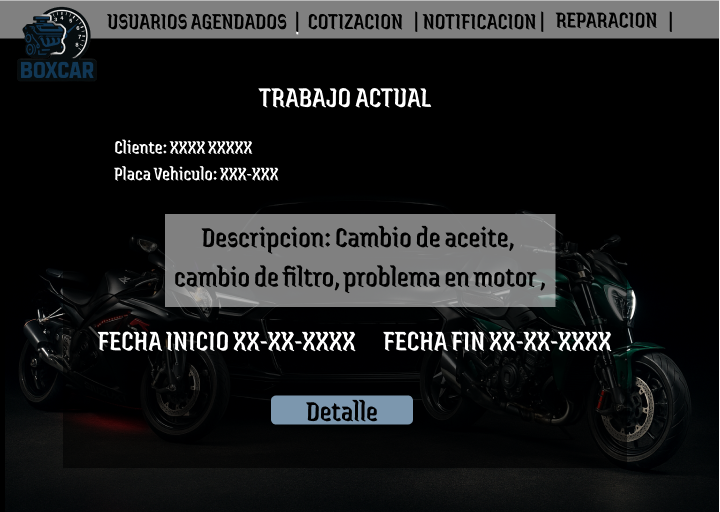 USUARIOS AGENDADOS | COTIZACION | NOTIFICACION | REPARACION |
BOXCAR
TRABAJO ACTUAL
Cliente: XXXX XXXXX
Placa Vehiculo: XXX-XXX
Descripcion: Cambio de aceite,
cambio de filtro, problema en motor ,
FECHA INICIO XX-XX-XXXX FECHA FIN XX-XX-XXXX
Detalle